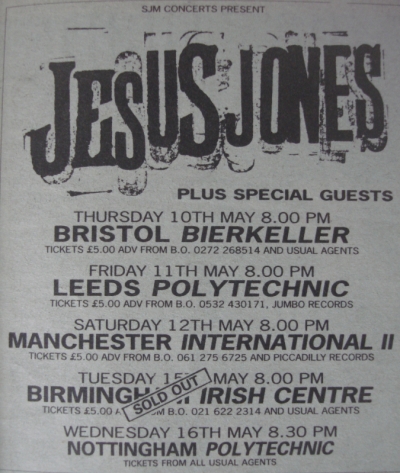 SJM CONCERTS PRESENT
JESUS JONES
PLUS SPECIAL GUESTS
THURSDAY 10TH MAY 8.00 PM
BRISTOL BIERKELLER
TICKETS £5.00 ADV FROM B.O. 0272 268514 AND USUAL AGENTS
FRIDAY 11TH MAY 8.00 PM
LEEDS POLYTECHNIC
TICKETS £5.00 ADV FROM B.O. 0532 430171, JUMBO RECORDS
SATURDAY 12TH MAY 8.00 PM
MANCHESTER INTERNATIONAL II
TICKETS £5.00 ADV FROM B.O. 061 275 6725 AND PICCADILLY RECORDS
TUESDAY 15TH MAY 8.00 PM
BIRMINGHAM IRISH CENTRE
SOLD OUT
TICKETS £5.00 B.O. 021 622 2314 AND USUAL AGENTS
WEDNESDAY 16TH MAY 8.30 PM
NOTTINGHAM POLYTECHNIC
TICKETS FROM ALL USUAL AGENTS